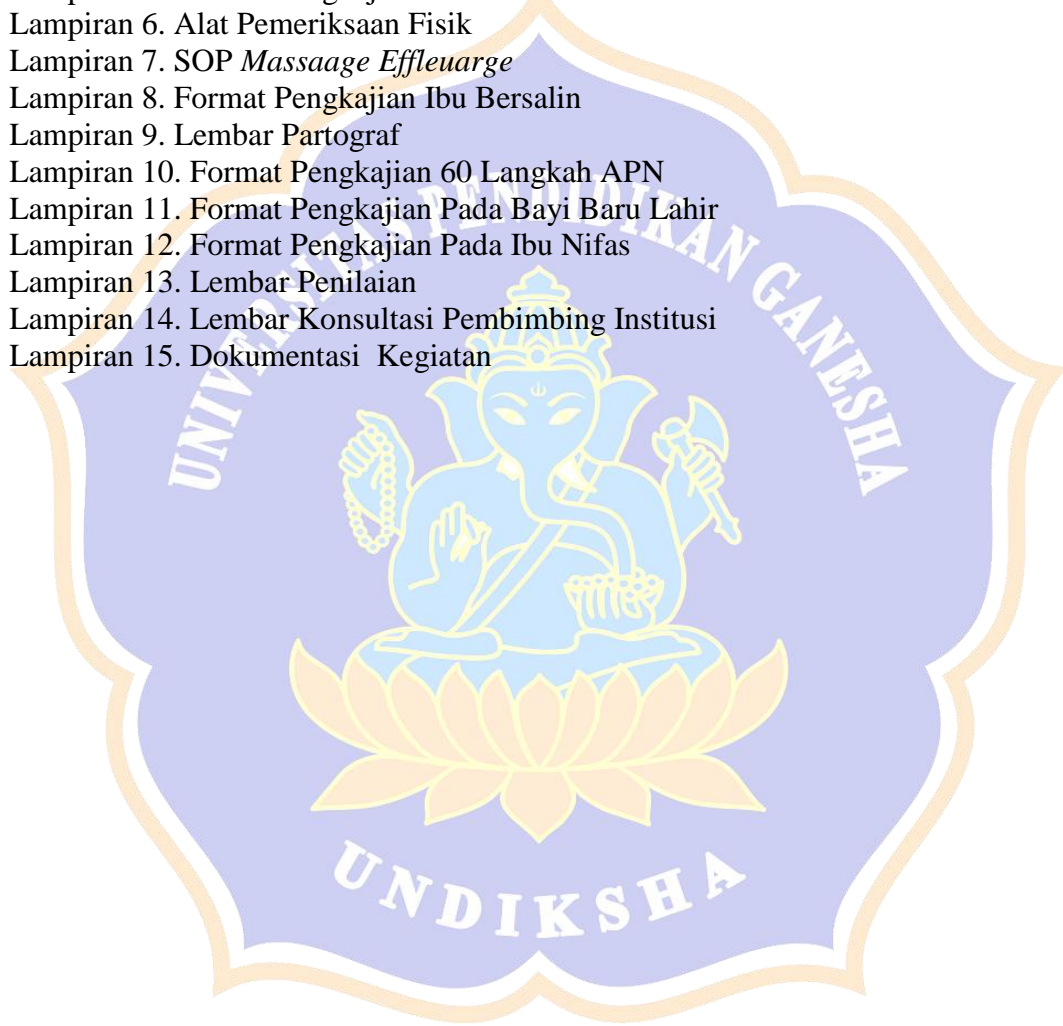 Lampiran 6. Alat Pemeriksaan Fisik
Lampiran 7. SOP Massaage Effleuarge
Lampiran 8. Format Pengkajian Ibu Bersalin
Lampiran 9. Lembar Partograf
Lampiran 10. Format Pengkajian 60 Langkah APN
Lampiran 11. Format Pengkajian Pada Bayi Baru Lahir
Lampiran 12. Format Pengkajian Pada Ibu Nifas
Lampiran 13. Lembar Penilaian
Lampiran 14. Lembar Konsultasi Pembimbing Institusi
Lampiran 15. Dokumentasi Kegiatan
UNIVERSITAS PENDIDIKAN GANESHA
UNDIKSHA